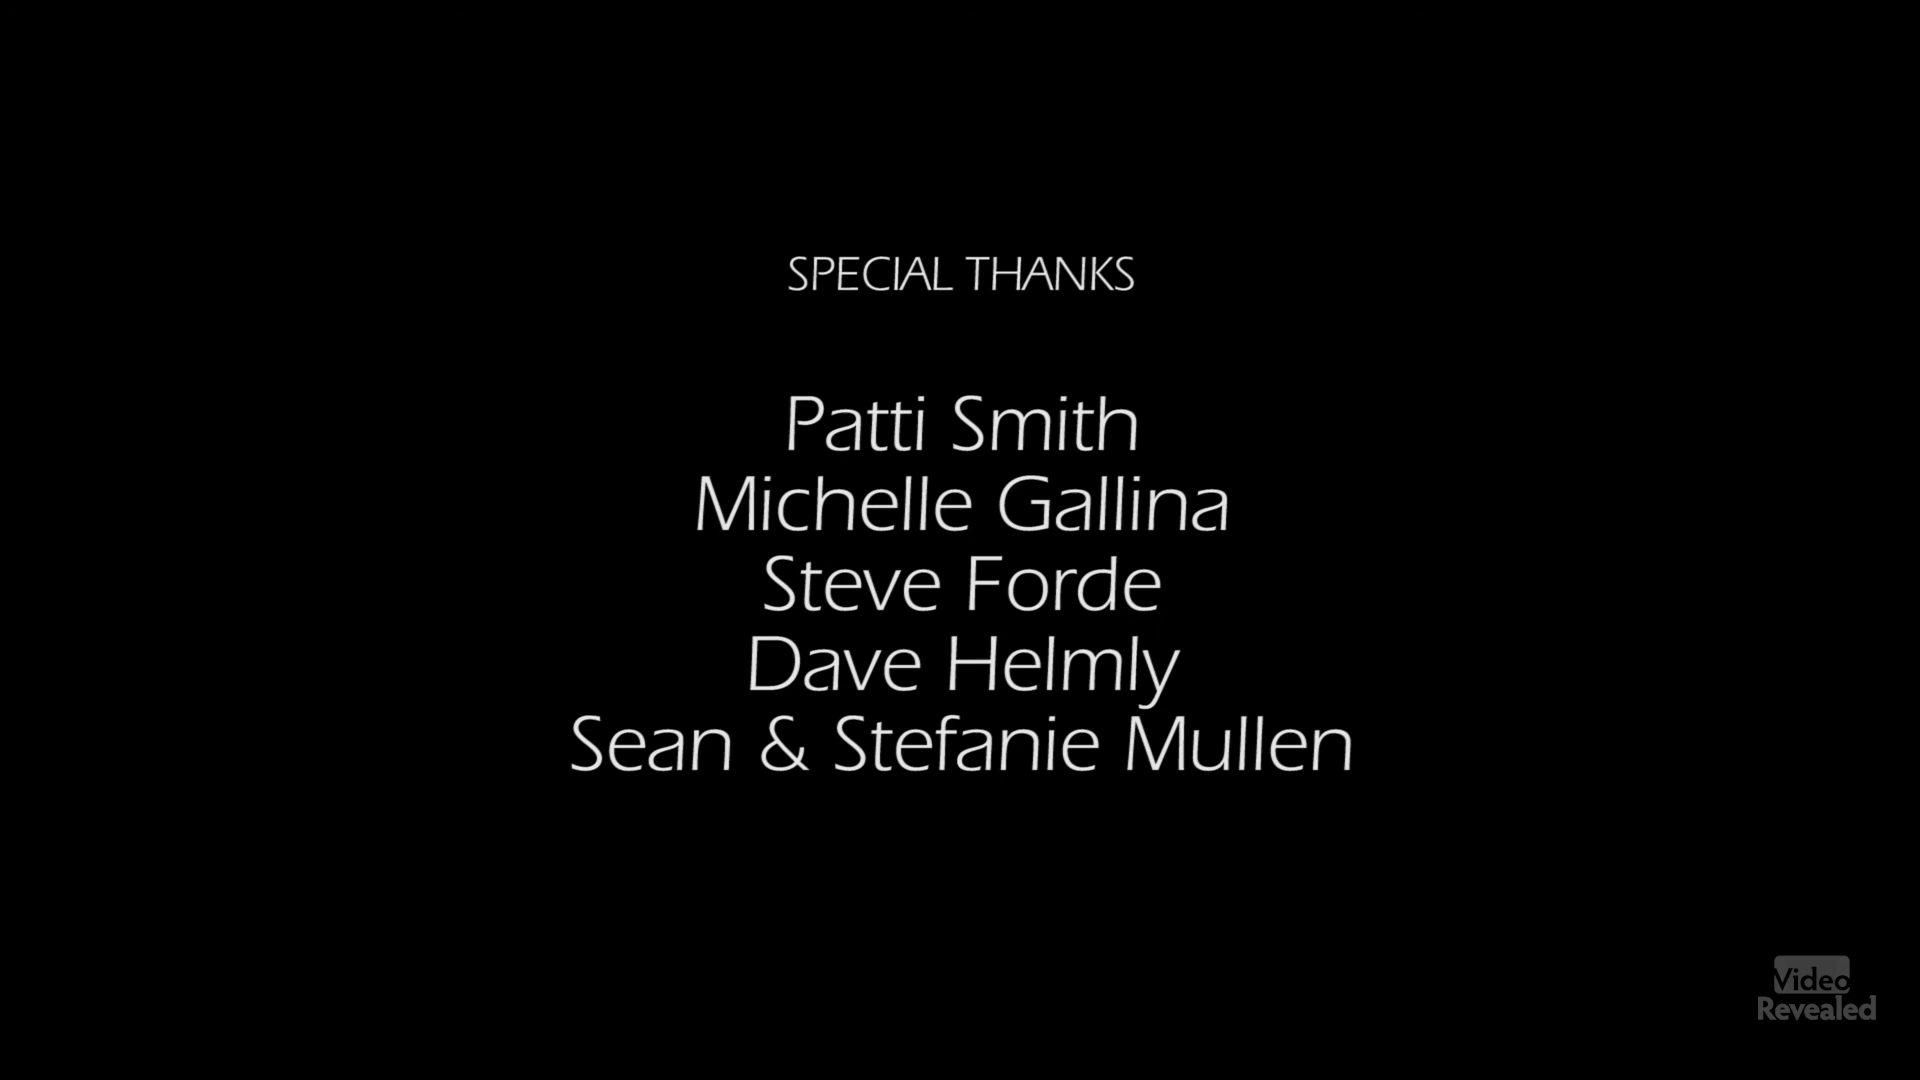 SPECIAL THANKS
Patti Smith
Michelle Gallina
Steve Forde
Dave Helmly
Sean & Stefanie Mullen
Video
Revealed